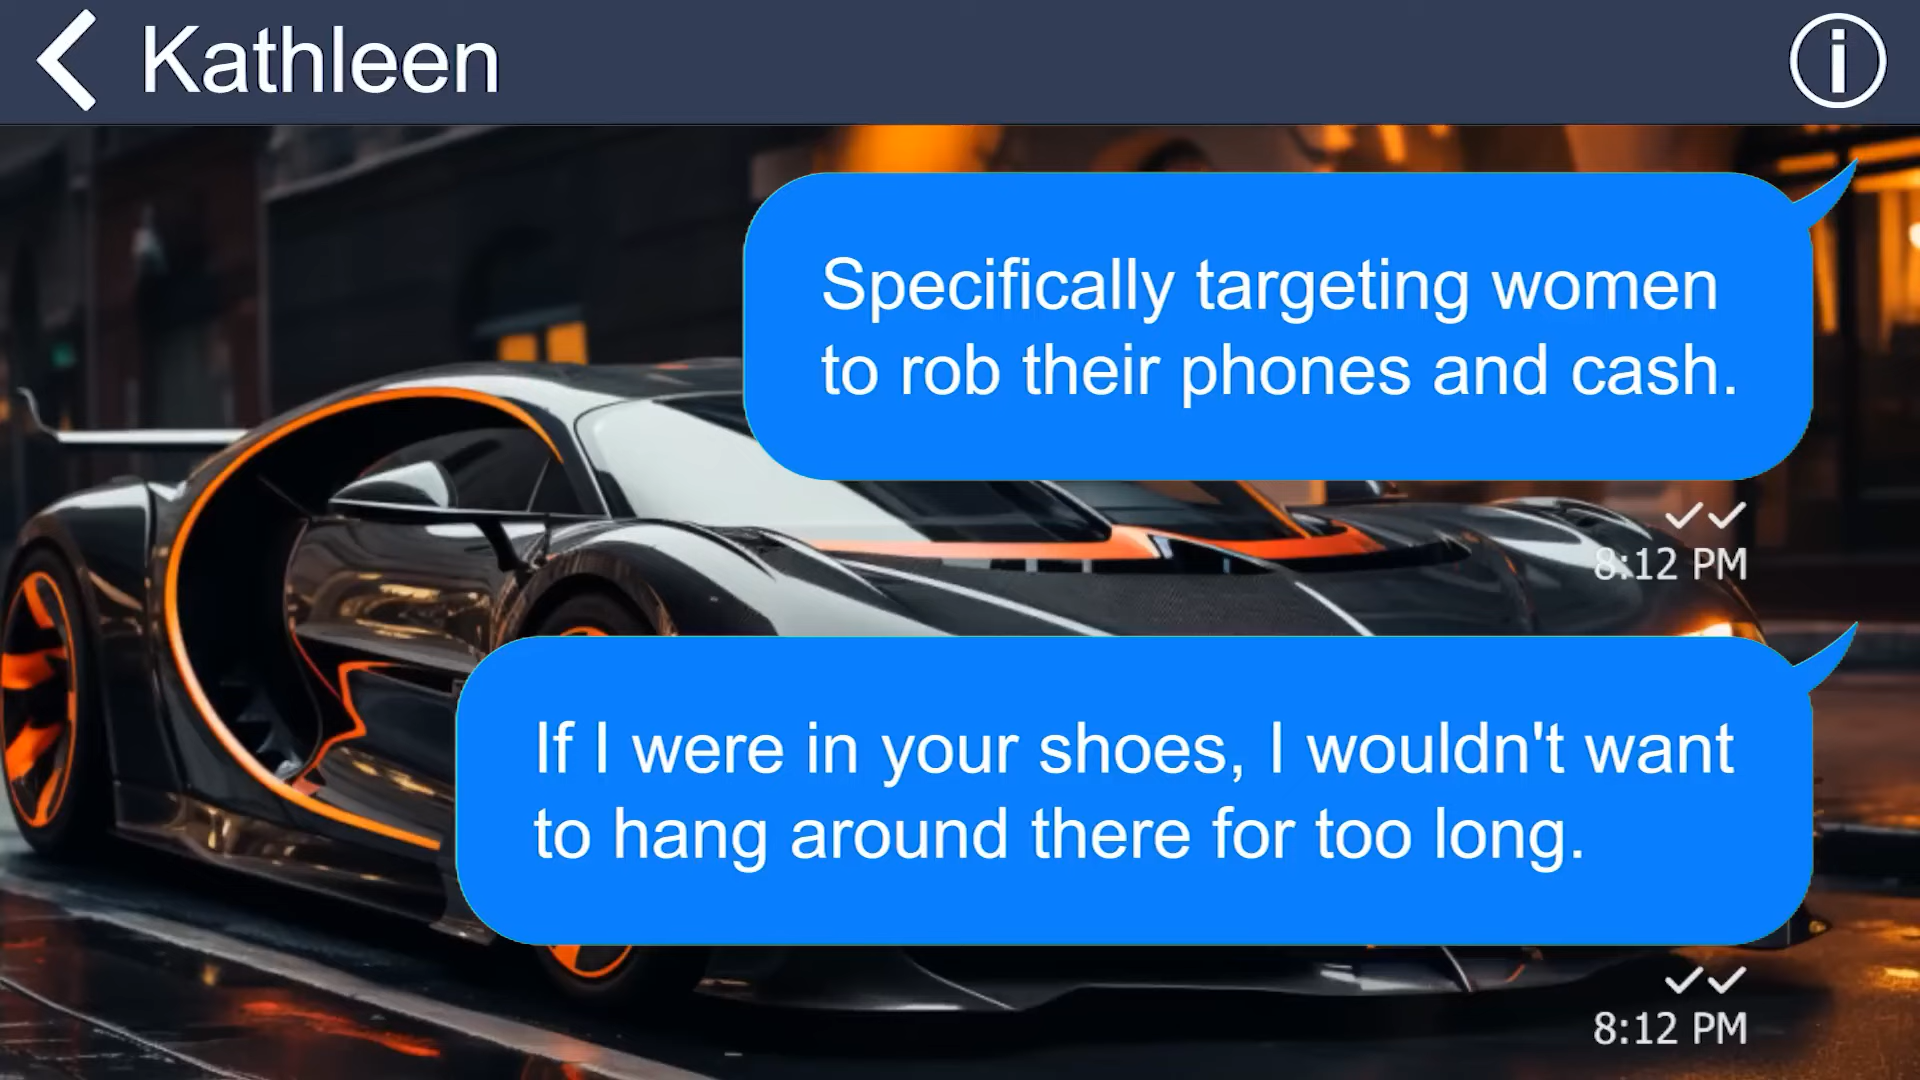 Kathleen
Specifically targeting women
to rob their phones and cash.
8:12 PM
If I were in your shoes, I wouldn't want
to hang around there for too long.
8:12 PM